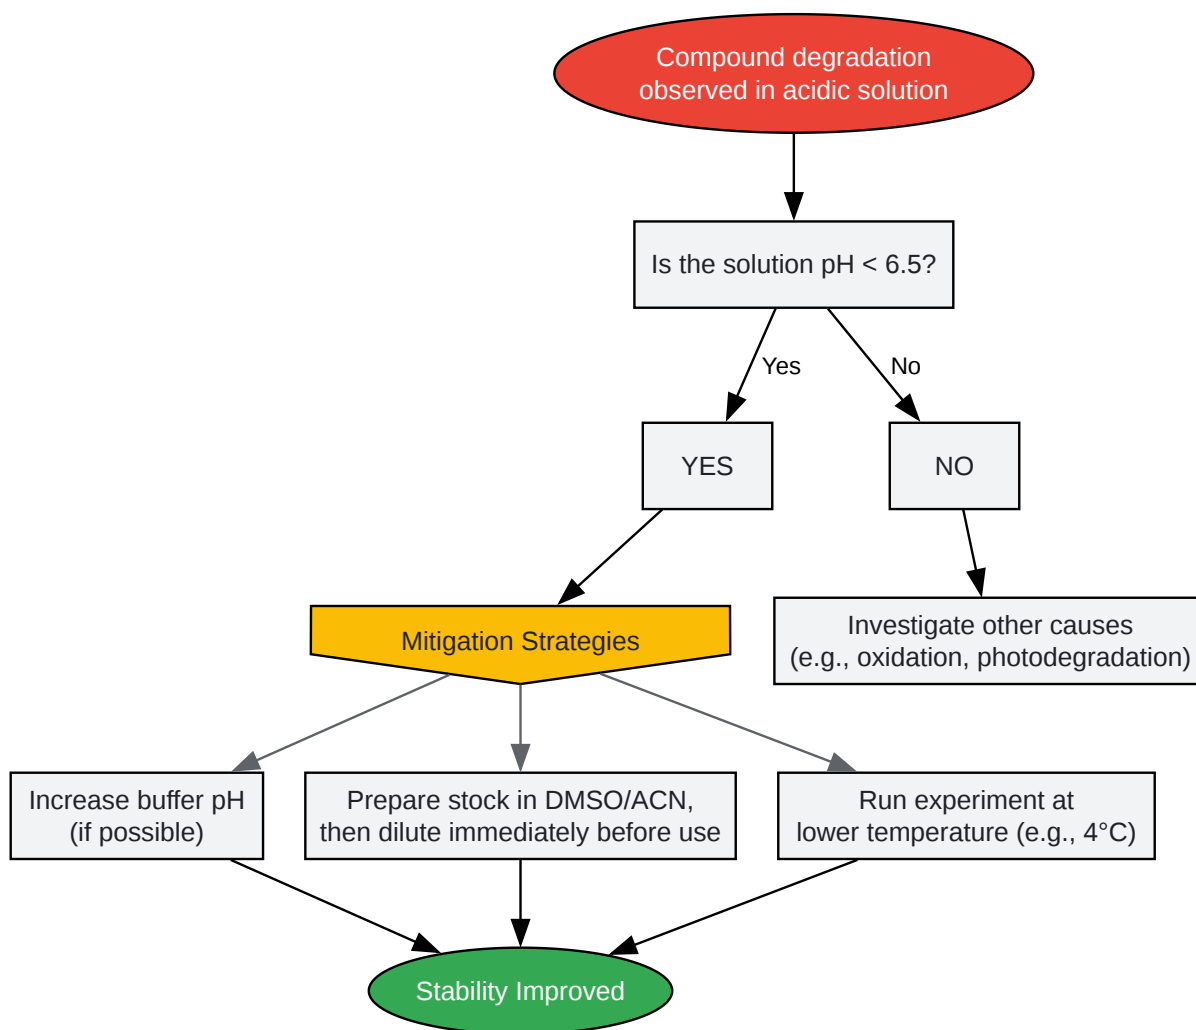 Compound degradation
observed in acidic solution
Is the solution pH < 6.5?
Yes
No
YES
NO
Mitigation Strategies
Investigate other causes
(e.g., oxidation, photodegradation)
Increase buffer pH
(if possible)
Prepare stock in DMSO/ACN,
then dilute immediately before use
Run experiment at
lower temperature (e.g., 4°C)
Stability Improved